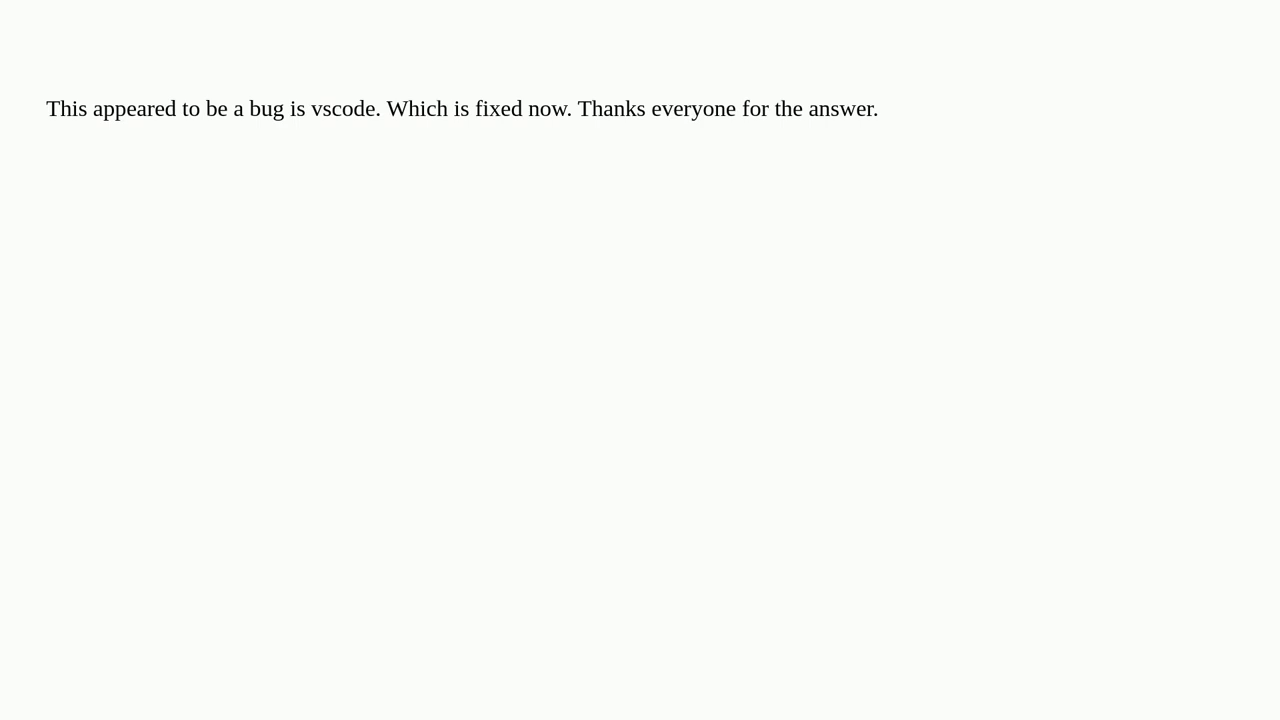 This appeared to be a bug is vscode. Which is fixed now. Thanks everyone for the answer.